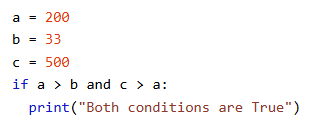 a = 200
b = 33
c = 500
if a > b and c > a:
  print("Both conditions are True")